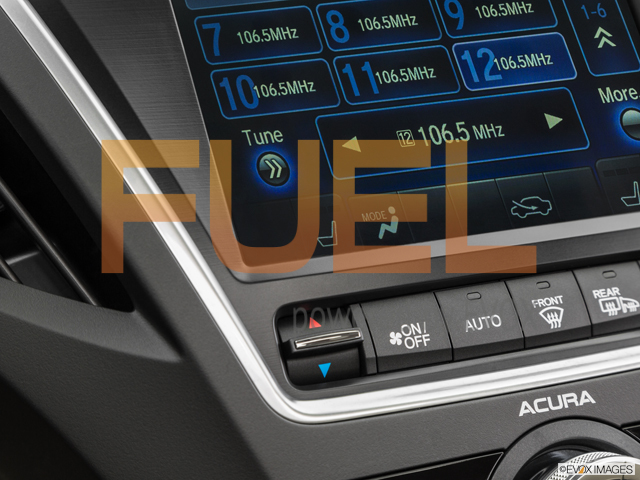 7 106.5MHz 8 106.5MHz 9 106.5MHz 1-6
10 106.5MHz 11 106.5MHz 12 106.5MHz
Tune 12 106.5 MHz More
MODE
FUEL
ON/OFF AUTO FRONT REAR
ACURA
©EVOX IMAGES